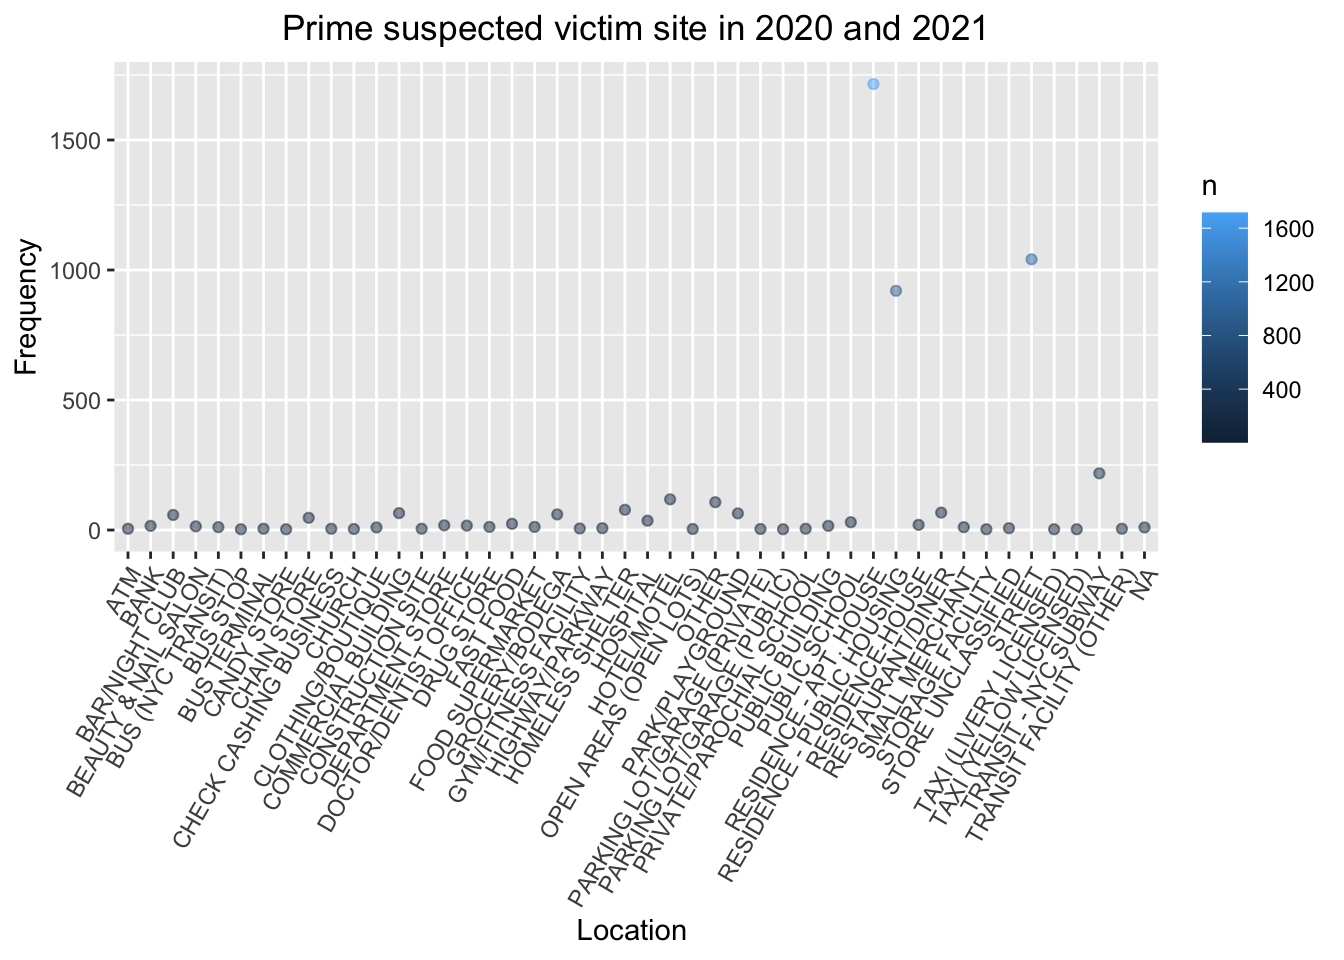 Prime suspected victim site in 2020 and 2021
Frequency
1500
1000
500
0
n
1600
1200
800
400
ATM
BANK
BAR/NIGHT CLUB
BEAUTY & NAIL SALON
BUS (NYC TRANSIT)
BUS STOP
BUS TERMINAL
CANDY STORE
CHAIN STORE
CHECK CASHING BUSINESS
CHURCH
CLOTHING/BOUTIQUE
COMMERCIAL BUILDING
CONSTRUCTION SITE
DEPARTMENT STORE
DOCTOR/DENTIST OFFICE
DRUG STORE
FAST FOOD
FOOD SUPERMARKET
GROCERY/BODEGA
GYM/FITNESS FACILITY
HIGHWAY/PARKWAY
HOMELESS SHELTER
HOSPITAL
HOTEL/MOTEL
OPEN AREAS (OPEN LOTS)
OTHER
PARK/PLAYGROUND
PARKING LOT/GARAGE (PRIVATE)
PARKING LOT/GARAGE (PUBLIC)
PRIVATE/PAROCHIAL SCHOOL
PUBLIC BUILDING
PUBLIC SCHOOL
RESIDENCE - APT. HOUSE
RESIDENCE - PUBLIC HOUSING
RESIDENCE-HOUSE
RESTAURANT/DINER
SMALL MERCHANT
STORAGE FACILITY
STORE UNCLASSIFIED
STREET
TAXI (LIVERY LICENSED)
TAXI (YELLOW LICENSED)
TRANSIT - NYC SUBWAY
TRANSIT FACILITY (OTHER)
NA
Location